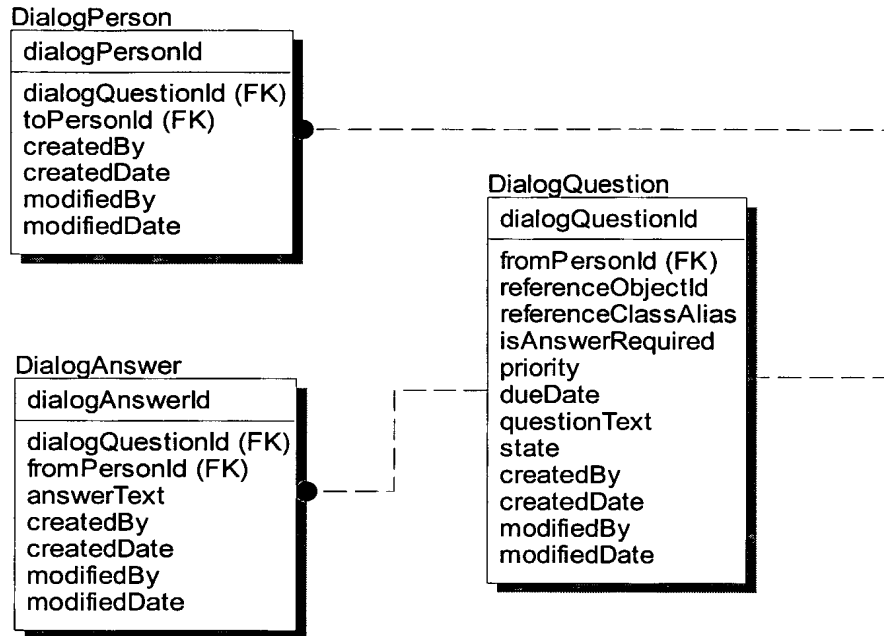 DialogPerson
dialogPersonId
dialogQuestionId (FK)
toPersonId (FK)
createdBy
createdDate
modifiedBy
modifiedDate
DialogQuestion
dialogQuestionId
fromPersonId (FK)
referenceObjectId
referenceClassAlias
isAnswerRequired
priority
dueDate
questionText
state
createdBy
createdDate
modifiedBy
modifiedDate
DialogAnswer
dialogAnswerId
dialogQuestionId (FK)
fromPersonId (FK)
answerText
createdBy
createdDate
modifiedBy
modifiedDate